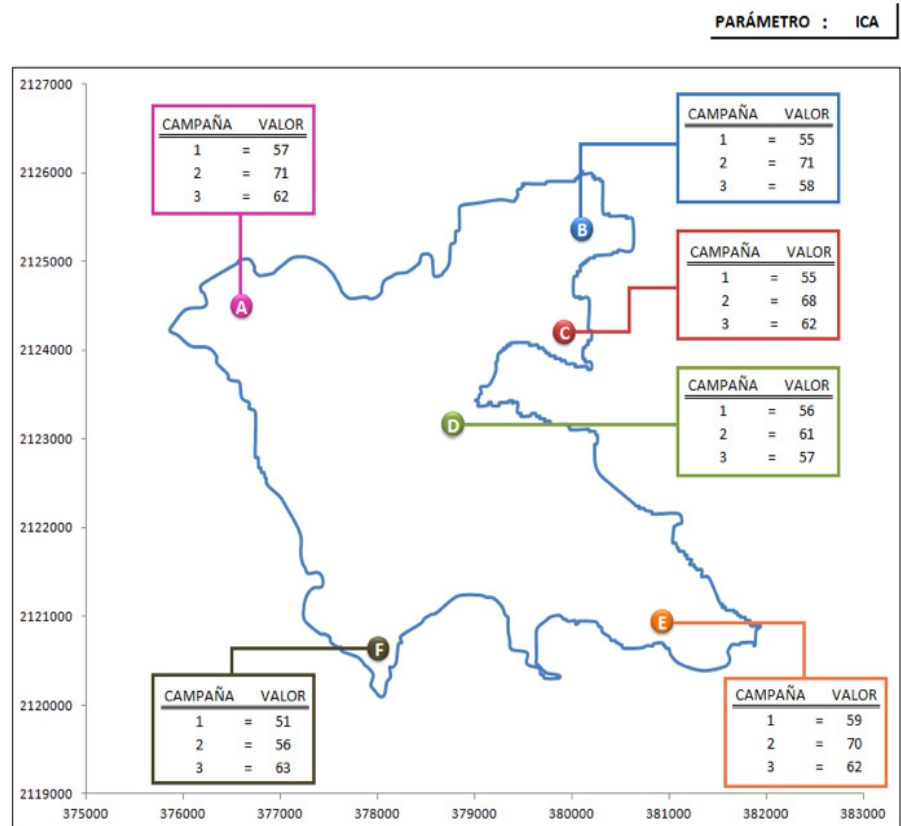 PARÁMETRO : ICA
2127000
2126000
2125000
2124000
2123000
2122000
2121000
2120000
2119000
CAMPAÑA VALOR
1 = 57
2 = 71
3 = 62
A
CAMPAÑA VALOR
1 = 55
2 = 71
3 = 58
B
CAMPAÑA VALOR
1 = 55
2 = 68
3 = 62
C
CAMPAÑA VALOR
1 = 56
2 = 61
3 = 57
D
E
F
CAMPAÑA VALOR
1 = 51
2 = 56
3 = 63
CAMPAÑA VALOR
1 = 59
2 = 70
3 = 62
375000 376000 377000 378000 379000 380000 381000 382000 383000